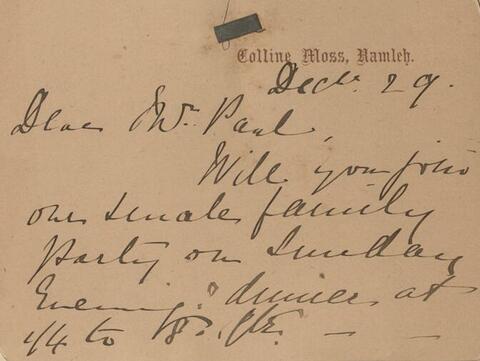 Colline Moss, Ramleh.
Dec. 29.
Dear Mr. Paul,
Will you join
our senate family
Party on Sunday
Evening. dinner at
1/4 to 8.